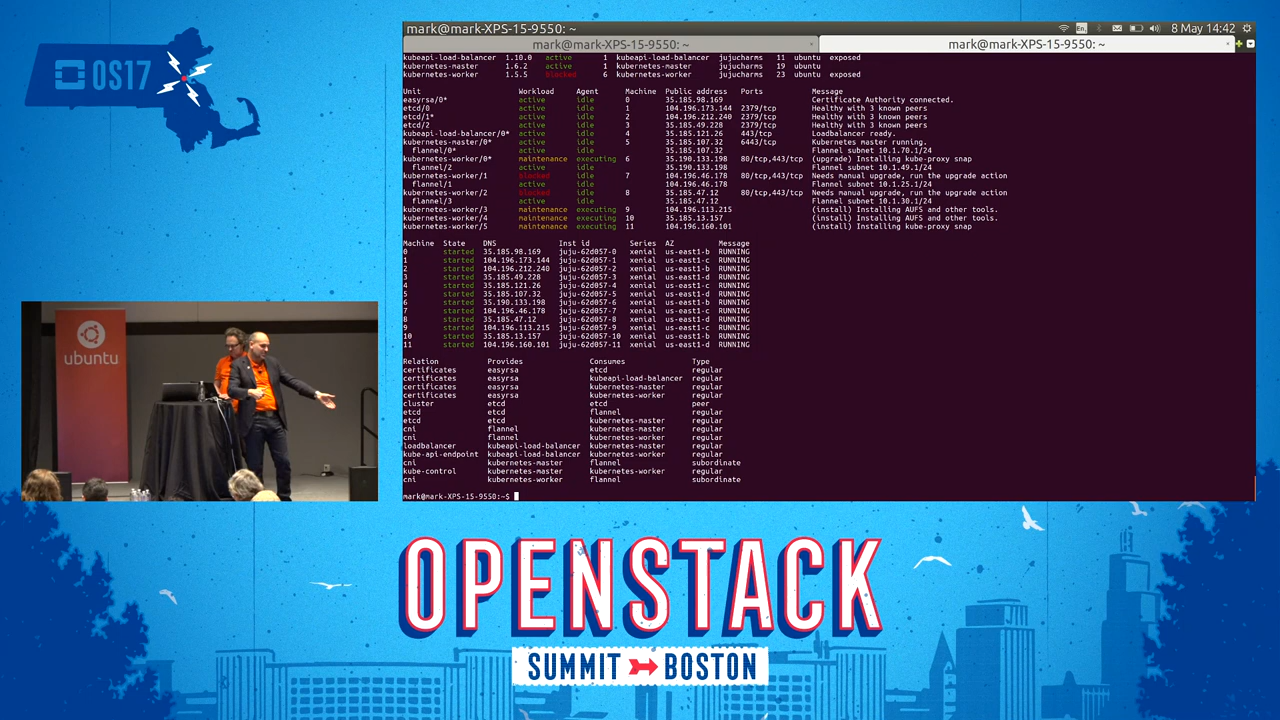 OS17
mark@mark-XPS-15-9550: ~
En
8 May 14:42
mark@mark-XPS-15-9550: ~ × mark@mark-XPS-15-9550: ~ ×
kubeapi-load-balancer 1.10.0 active 1 kubeapi-load-balancer jujucharms 11 ubuntu exposed
kubernetes-master 1.6.2 active 1 kubernetes-master jujucharms 19 ubuntu
kubernetes-worker 1.5.5 blocked 6 kubernetes-worker jujucharms 23 ubuntu exposed
Unit Workload Agent Machine Public address Ports Message
easyrsa/0* active idle 0 35.185.98.169 Certificate Authority connected.
etcd/0 active idle 1 104.196.173.144 2379/tcp Healthy with 3 known peers
etcd/1* active idle 2 104.196.212.240 2379/tcp Healthy with 3 known peers
etcd/2 active idle 3 35.185.49.228 2379/tcp Healthy with 3 known peers
kubeapi-load-balancer/0* active idle 4 35.185.121.26 443/tcp Loadbalancer ready.
kubernetes-master/0* active idle 5 35.185.107.32 6443/tcp Kubernetes master running.
flannel/0* active idle 35.185.107.32 Flannel subnet 10.1.70.1/24
kubernetes-worker/0* maintenance executing 6 35.190.133.198 80/tcp,443/tcp (upgrade) Installing kube-proxy snap
flannel/2 active idle 35.190.133.198 Flannel subnet 10.1.49.1/24
kubernetes-worker/1 blocked idle 7 104.196.46.178 80/tcp,443/tcp Needs manual upgrade, run the upgrade action
flannel/1 active idle 104.196.46.178 Flannel subnet 10.1.25.1/24
kubernetes-worker/2 blocked idle 8 35.185.47.12 80/tcp,443/tcp Needs manual upgrade, run the upgrade action
flannel/3 active idle 35.185.47.12 Flannel subnet 10.1.30.1/24
kubernetes-worker/3 maintenance executing 9 104.196.113.215 (install) Installing AUFS and other tools.
kubernetes-worker/4 maintenance executing 10 35.185.13.157 (install) Installing AUFS and other tools.
kubernetes-worker/5 maintenance executing 11 104.196.160.101 (install) Installing kube-proxy snap
Machine State DNS Inst id Series AZ Message
0 started 35.185.98.169 juju-62d057-0 xenial us-east1-b RUNNING
1 started 104.196.173.144 juju-62d057-1 xenial us-east1-c RUNNING
2 started 104.196.212.240 juju-62d057-2 xenial us-east1-b RUNNING
3 started 35.185.49.228 juju-62d057-3 xenial us-east1-d RUNNING
4 started 35.185.121.26 juju-62d057-4 xenial us-east1-c RUNNING
5 started 35.185.107.32 juju-62d057-5 xenial us-east1-d RUNNING
6 started 35.190.133.198 juju-62d057-6 xenial us-east1-b RUNNING
7 started 104.196.46.178 juju-62d057-7 xenial us-east1-c RUNNING
8 started 35.185.47.12 juju-62d057-8 xenial us-east1-d RUNNING
9 started 104.196.113.215 juju-62d057-9 xenial us-east1-c RUNNING
10 started 35.185.13.157 juju-62d057-10 xenial us-east1-b RUNNING
11 started 104.196.160.101 juju-62d057-11 xenial us-east1-d RUNNING
Relation Provides Consumes Type
certificates easyrsa etcd regular
certificates easyrsa kubeapi-load-balancer regular
certificates easyrsa kubernetes-master regular
certificates easyrsa kubernetes-worker regular
cluster etcd etcd peer
etcd etcd flannel regular
etcd etcd kubernetes-master regular
cni flannel kubernetes-master regular
cni flannel kubernetes-worker regular
loadbalancer kubeapi-load-balancer kubernetes-master regular
kube-api-endpoint kubeapi-load-balancer kubernetes-worker regular
cni kubernetes-master flannel subordinate
kube-control kubernetes-master kubernetes-worker regular
cni kubernetes-worker flannel subordinate
mark@mark-XPS-15-9550:~$
ubuntu
OPENSTACK
SUMMIT BOSTON